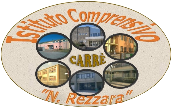 Istituto Comprensivo
CARRÈ
"N. Rezzara"